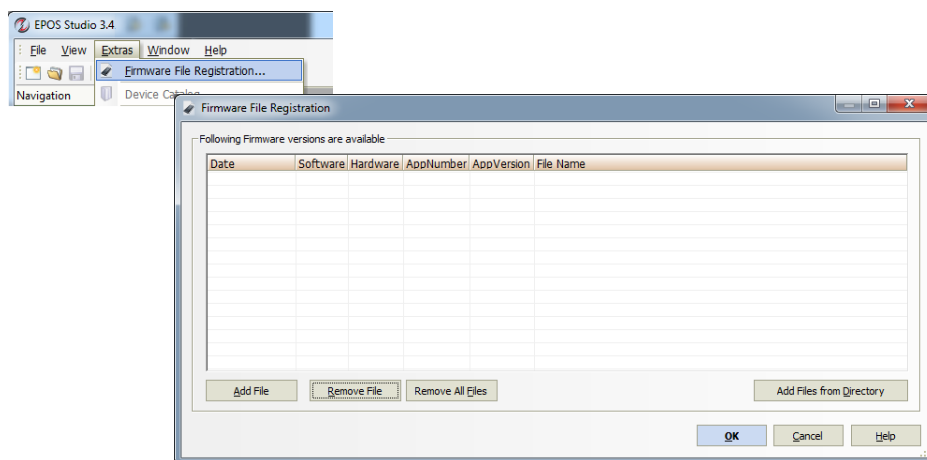 EPOS Studio 3.4
File View Extras Window Help
Firmware File Registration...
Navigation
Device Catalog
Firmware File Registration
Following Firmware versions are available
Date Software Hardware AppNumber AppVersion File Name
Add File Remove File Remove All Files Add Files from Directory
OK Cancel Help